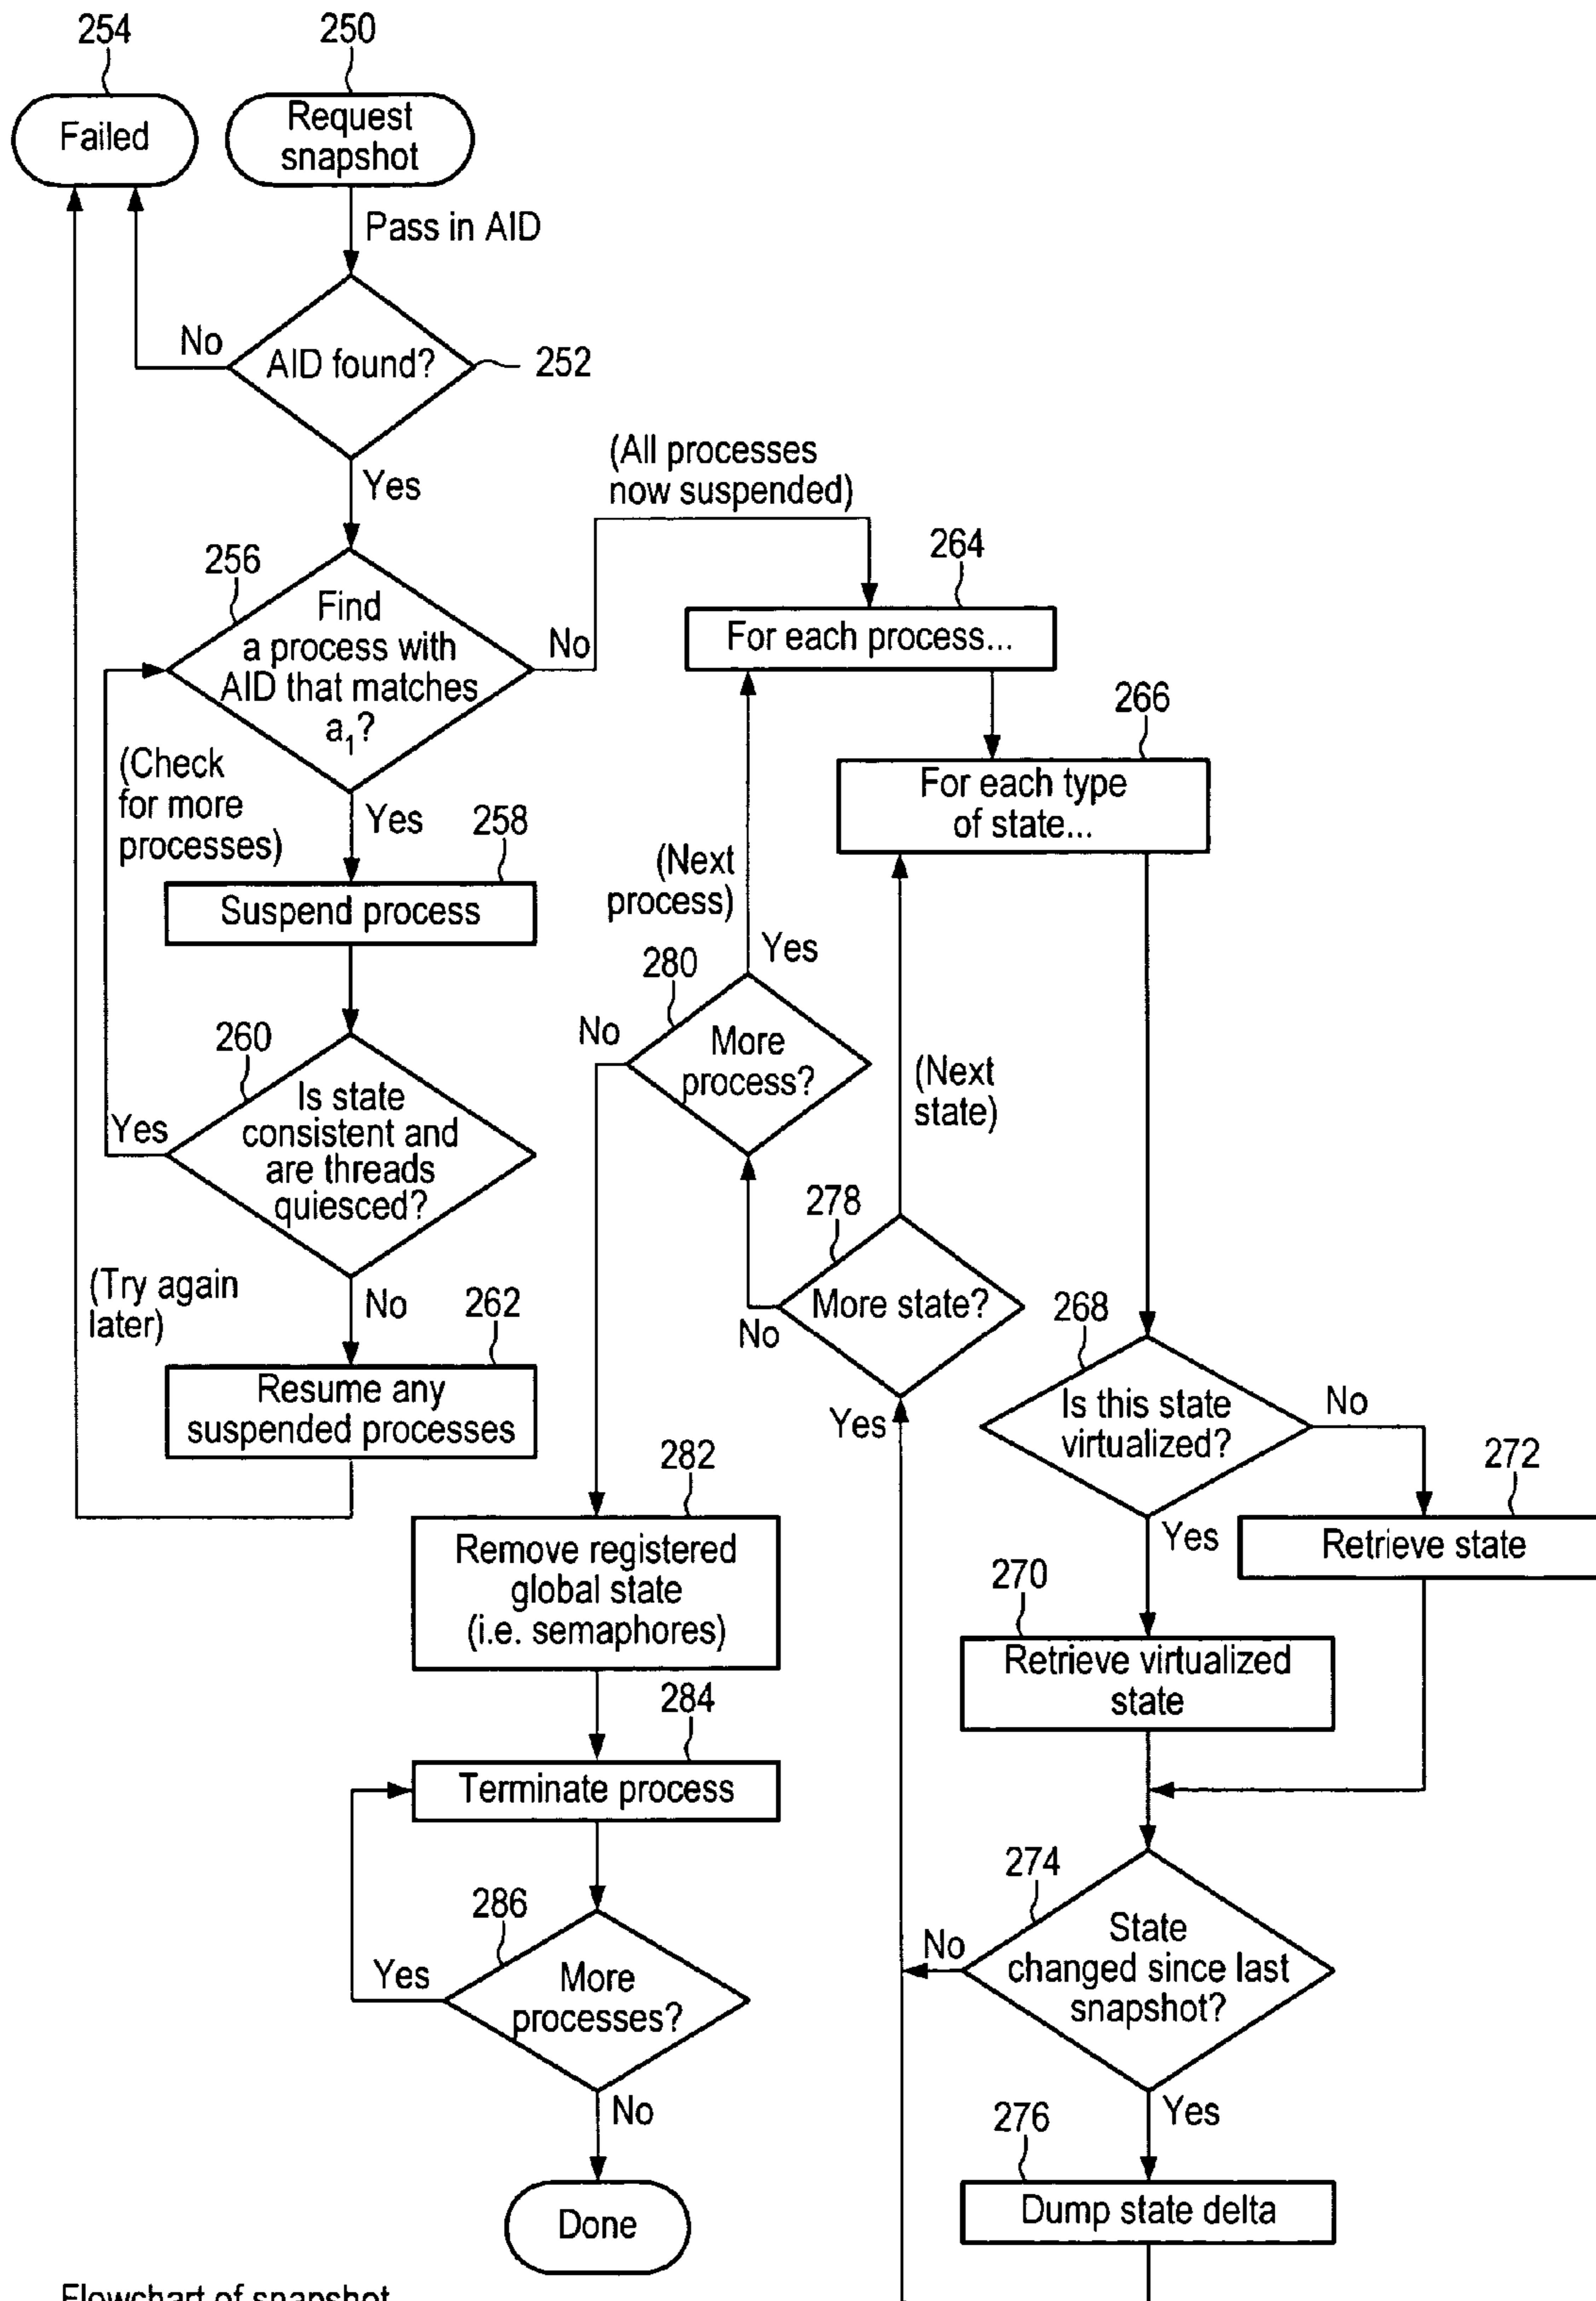 254
250
Failed
Request
snapshot
Pass in AID
No
AID found?
252
Yes
(All processes
now suspended)
256
264
Find
a process with
AID that matches
a1?
No
For each process...
266
(Check
for more
processes)
For each type
of state...
Yes
258
(Next
process)
Suspend process
Yes
280
260
No
More
process?
(Next
state)
Is state
consistent and
are threads
quiesced?
Yes
278
(Try again
later)
No
262
More state?
No
268
Resume any
suspended processes
Yes
Is this state
virtualized?
No
282
272
Remove registered
global state
(i.e. semaphores)
Yes
Retrieve state
270
Retrieve virtualized
state
284
Terminate process
274
286
State
changed since last
snapshot?
No
Yes
More
processes?
No
Yes
276
Done
Dump state delta
Flowchart of snapshot